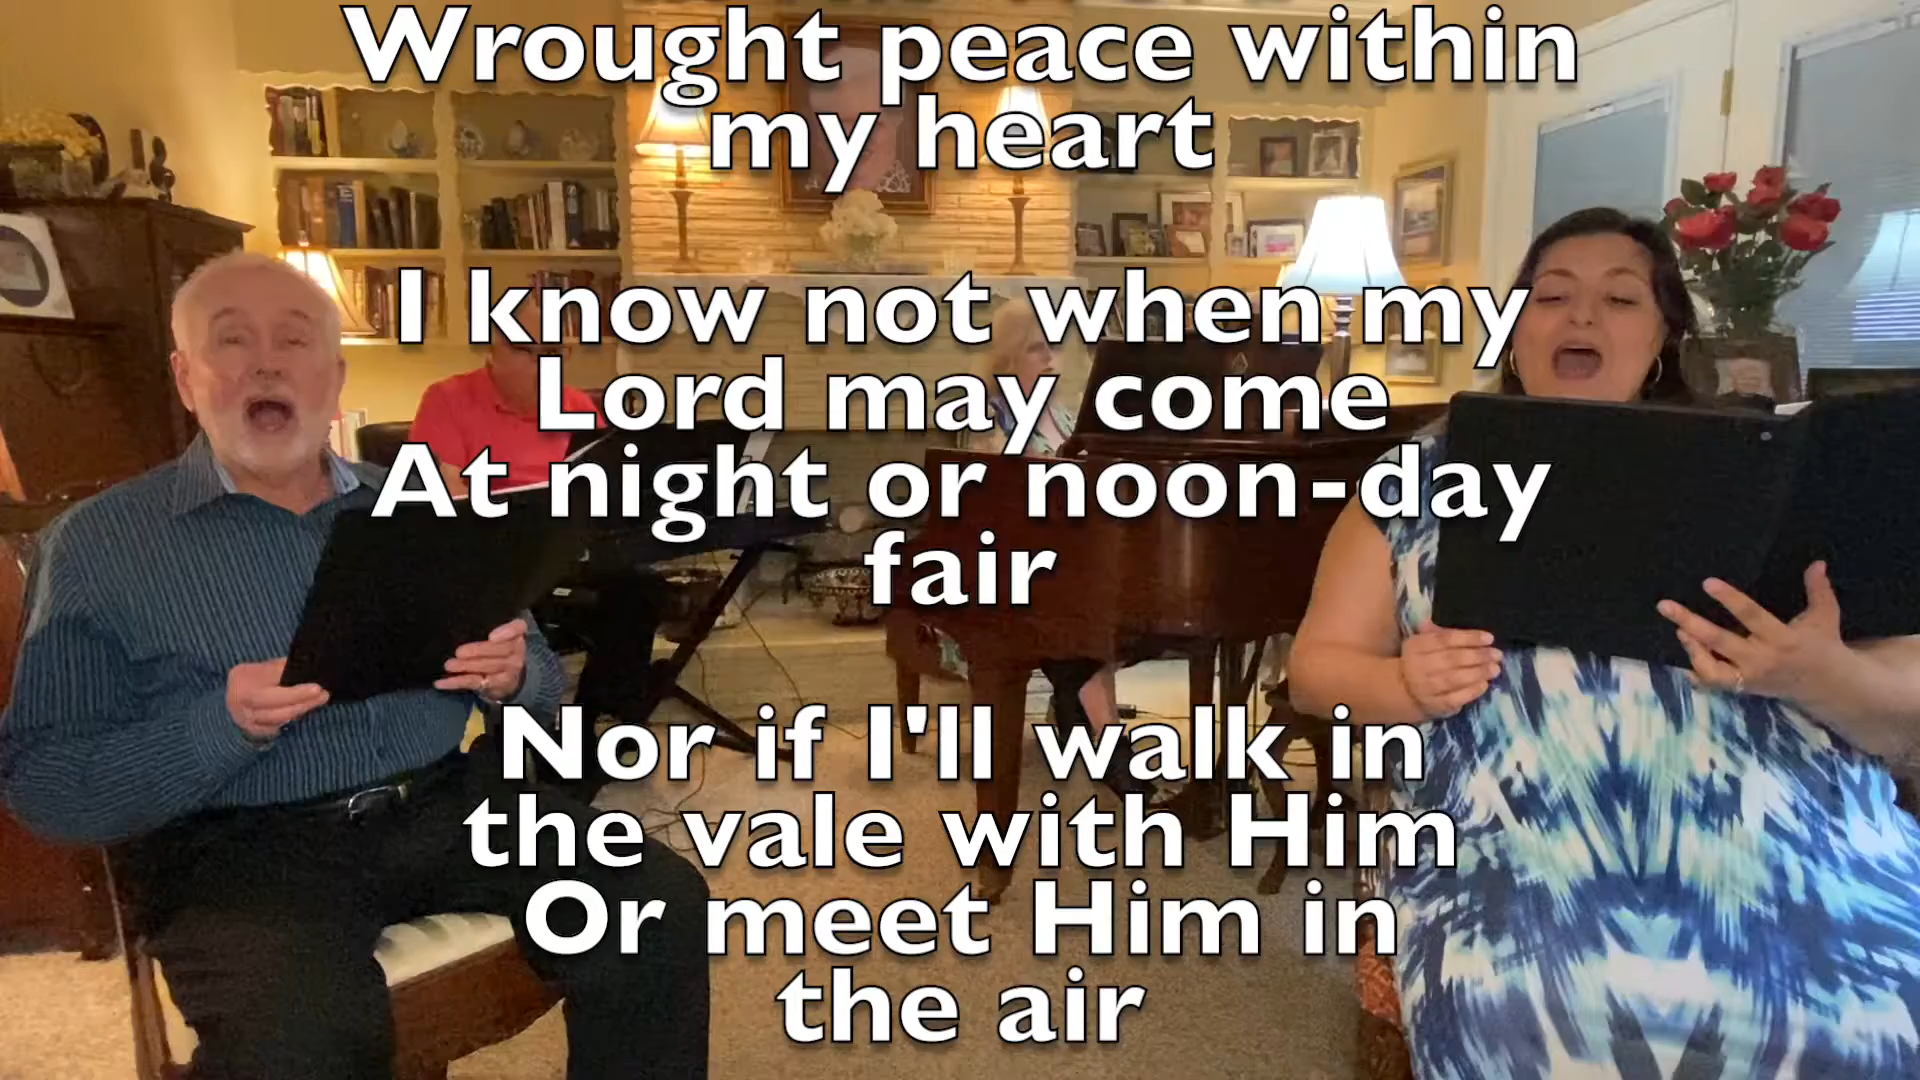 Wrought peace within
my heart
I know not when my
Lord may come
At night or noon-day
fair
Nor if I'll walk in
the vale with Him
Or meet Him in
the air